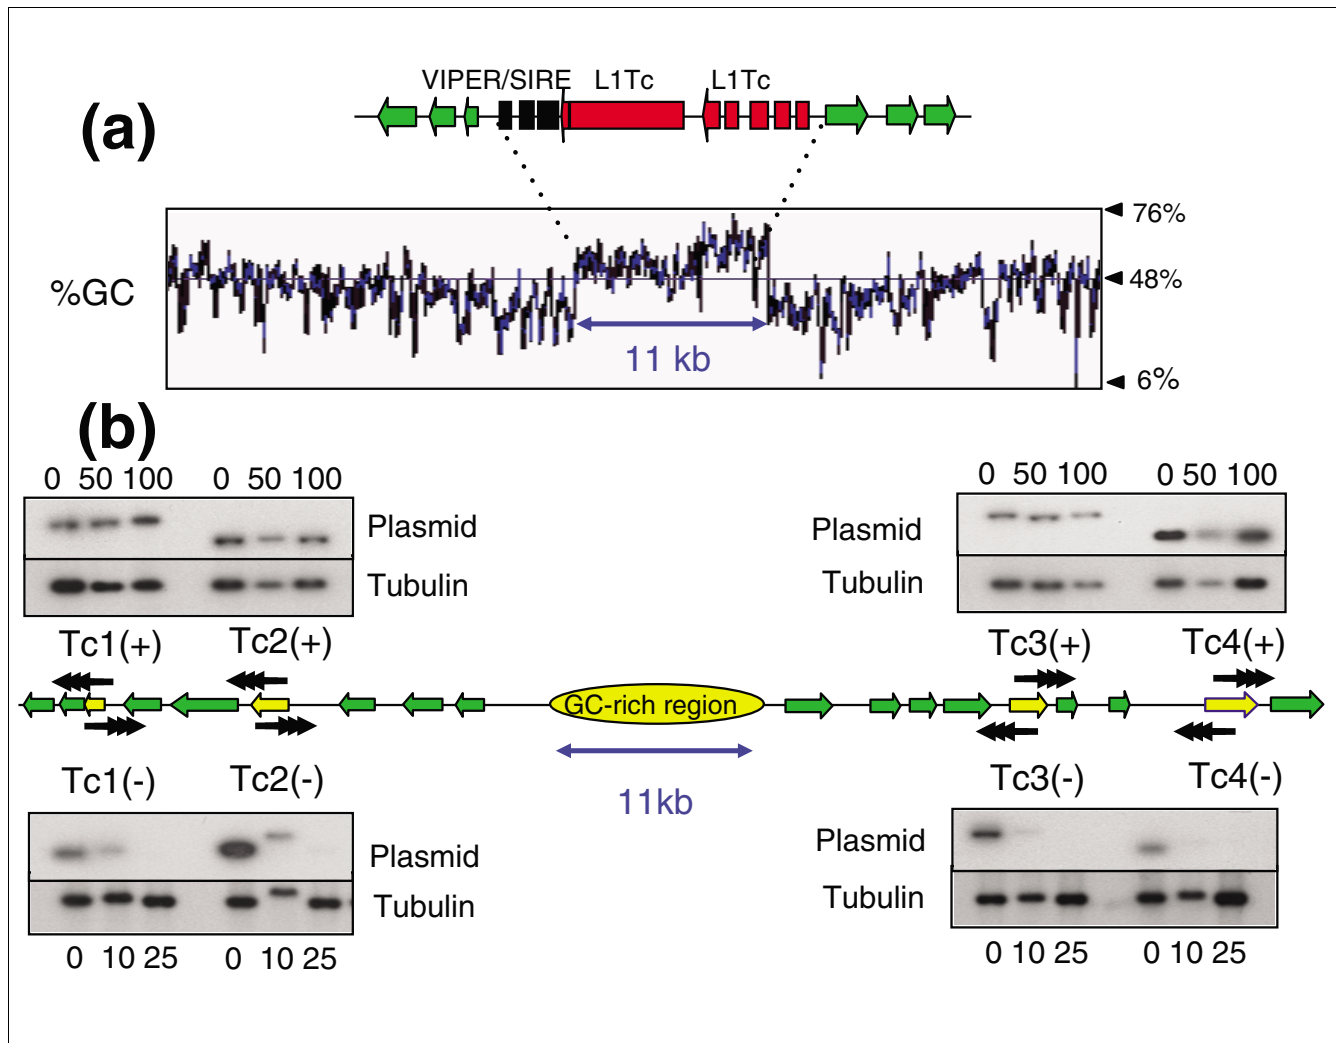 (a)
VIPER/SIRE L1Tc L1Tc
76%
%GC
48%
11 kb
6%
(b)
0 50 100 0 50 100
0 50 100 0 50 100
Plasmid
Plasmid
Tubulin
Tubulin
Tc1(+) Tc2(+)
Tc3(+) Tc4(+)
GC-rich region
11kb
Tc1(-) Tc2(-)
Tc3(-) Tc4(-)
Plasmid
Plasmid
Tubulin
Tubulin
0 10 25 0 10 25
0 10 25 0 10 25